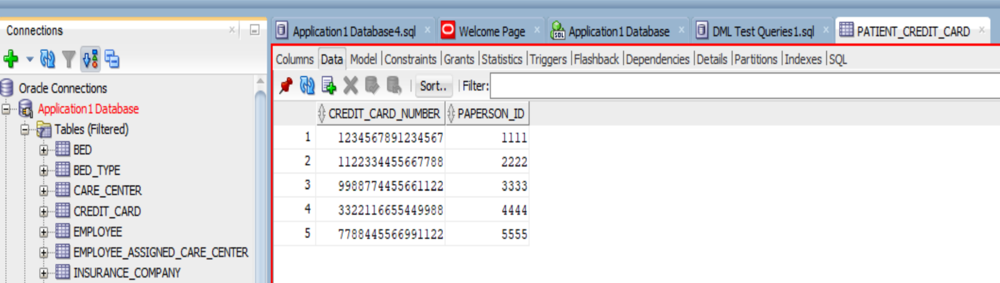 Connections
Application1 Database4.sql Welcome Page Application1 Database DML Test Queries1.sql PATIENT_CREDIT_CARD
Columns Data Model Constraints Grants Statistics Triggers Flashback Dependencies Details Partitions Indexes SQL
Sort.. Filter:
Oracle Connections
Application1 Database
Tables (Filtered)
BED
BED_TYPE
CARE_CENTER
CREDIT_CARD
EMPLOYEE
EMPLOYEE_ASSIGNED_CARE_CENTER
INSURANCE_COMPANY
CREDIT_CARD_NUMBER PAPERSON_ID
1 1234567891234567 1111
2 1122334455667788 2222
3 9988774455661122 3333
4 3322116655449988 4444
5 7788445566991122 5555